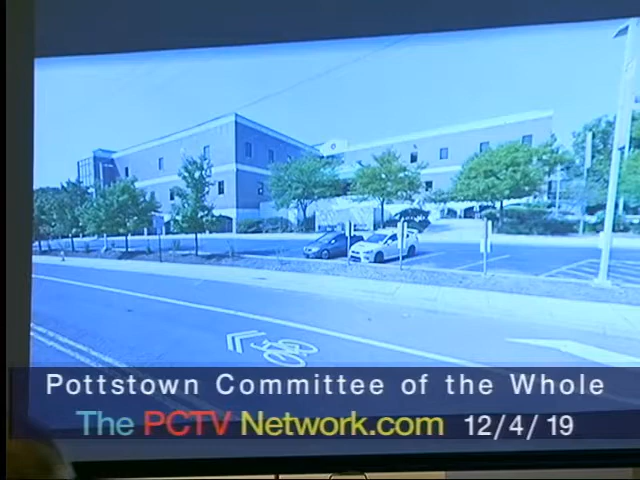 Pottstown Committee of the Whole
The PCTV Network.com 12/4/19